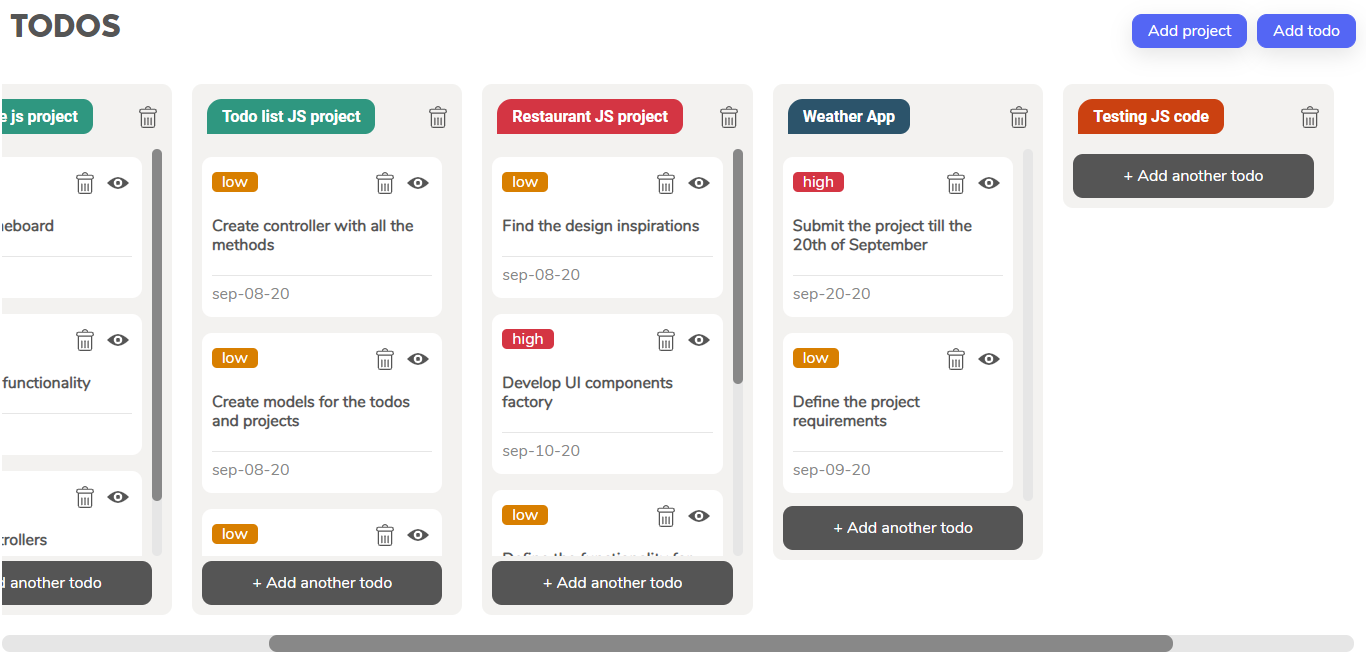 TODOS
Add project
Add todo
e js project
eboard
functionality
rollers
another todo
Todo list JS project
low
Create controller with all the
methods
sep-08-20
low
Create models for the todos
and projects
sep-08-20
low
+ Add another todo
Restaurant JS project
low
Find the design inspirations
sep-08-20
high
Develop UI components
factory
sep-10-20
low
+ Add another todo
Weather App
high
Submit the project till the
20th of September
sep-20-20
low
Define the project
requirements
sep-09-20
+ Add another todo
Testing JS code
+ Add another todo